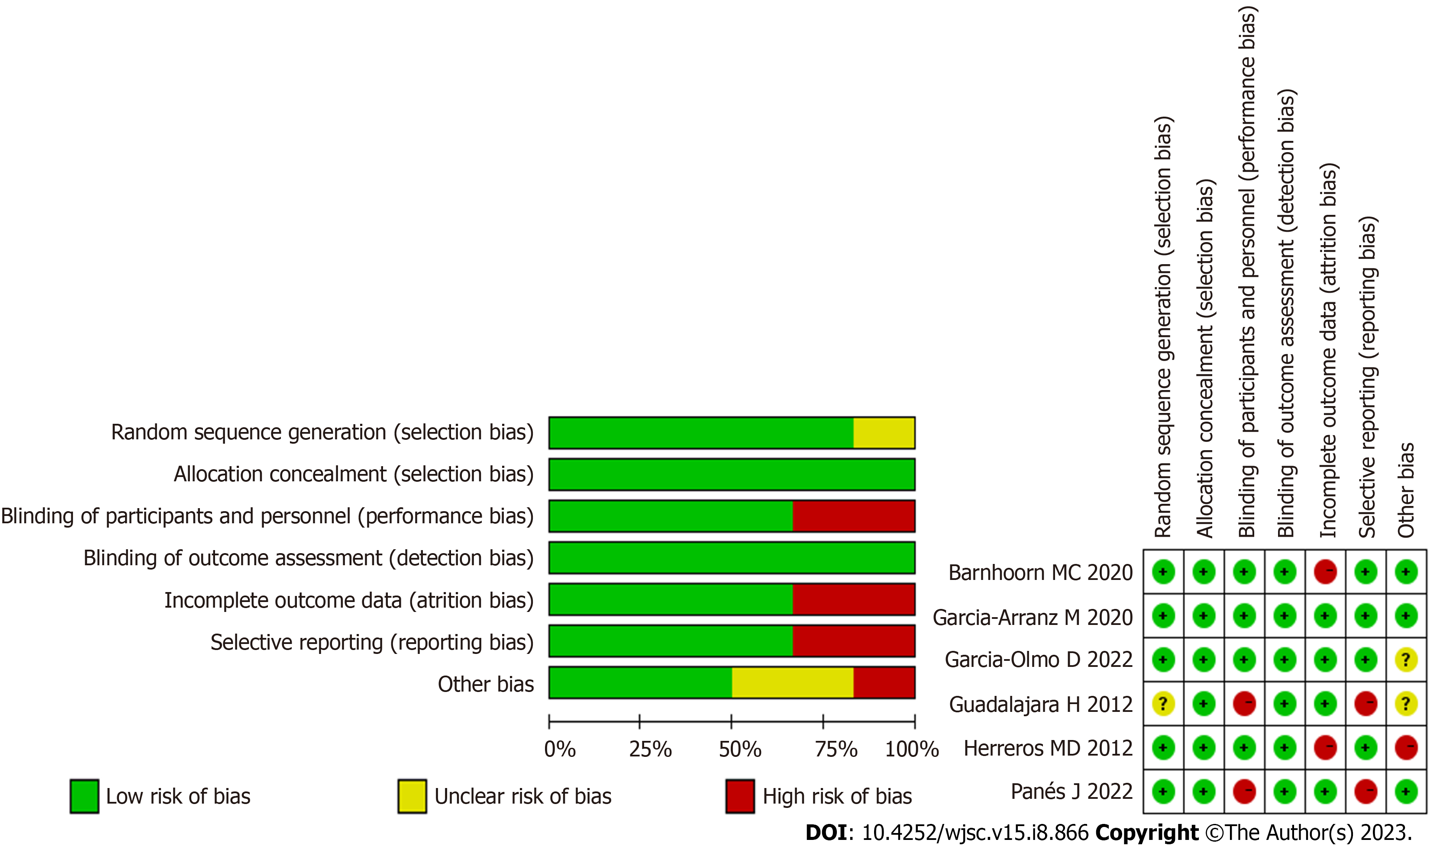 Random sequence generation (selection bias)
Allocation concealment (selection bias)
Blinding of participants and personnel (performance bias)
Blinding of outcome assessment (detection bias)
Incomplete outcome data (atrition bias)
Selective reporting (reporting bias)
Other bias
0% 25% 50% 75% 100%
Low risk of bias Unclear risk of bias High risk of bias
Random sequence generation (selection bias)
Allocation concealment (selection bias)
Blinding of participants and personnel (performance bias)
Blinding of outcome assessment (detection bias)
Incomplete outcome data (atrition bias)
Selective reporting (reporting bias)
Other bias
Barnhoorn MC 2020 + + + + - + +
Garcia-Arranz M 2020 + + + + + + +
Garcia-Olmo D 2022 + + + + + + ?
Guadalajara H 2012 ? + - + + - ?
Herreros MD 2012 + + + + - + -
Panés J 2022 + + - + + - +
DOI: 10.4252/wjsc.v15.i8.866 Copyright ©The Author(s) 2023.